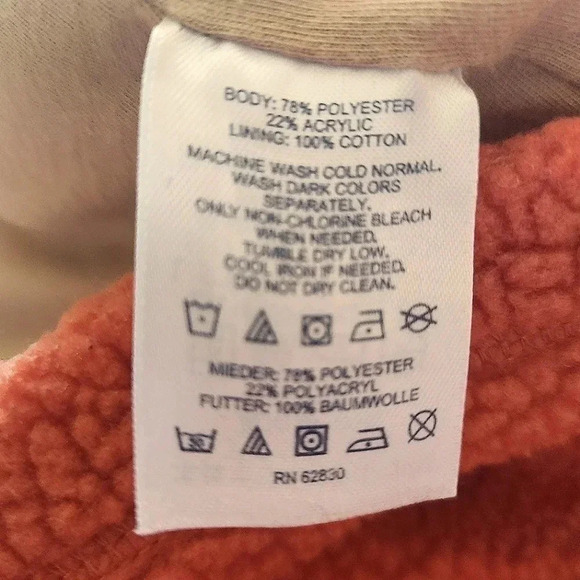 BODY: 78% POLYESTER
22% ACRYLIC
LINING: 100% COTTON
MACHINE WASH COLD NORMAL.
WASH DARK COLORS
SEPARATELY.
ONLY NON-CHLORINE BLEACH
WHEN NEEDED.
TUMBLE DRY LOW.
COOL IRON IF NEEDED.
DO NOT DRY CLEAN.
MIEDER: 78% POLYESTER
22% POLYACRYL
FUTTER: 100% BAUMWOLLE
30
RN 62830